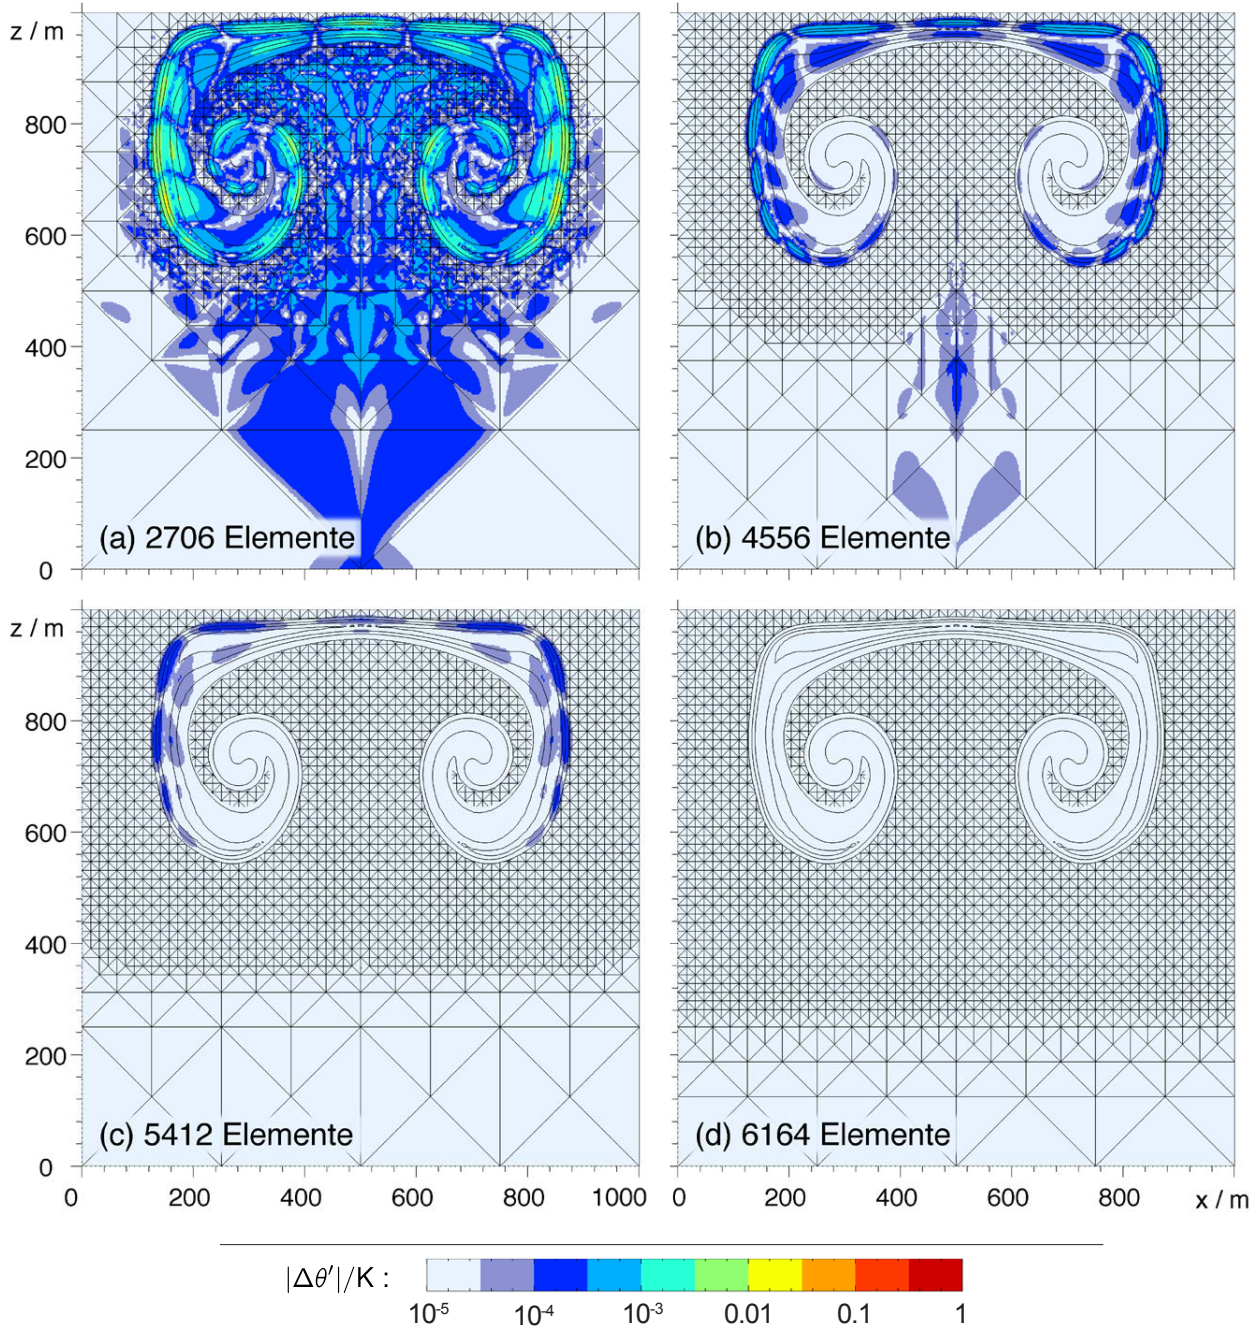 z / m
800
600
400
200
0
(a) 2706 Elemente
(b) 4556 Elemente
z / m
800
600
400
200
0
(c) 5412 Elemente
(d) 6164 Elemente
0 200 400 600 800 1000 0 200 400 600 800 x / m
|Δθ′|/K :
10⁻⁵ 10⁻⁴ 10⁻³ 0.01 0.1 1